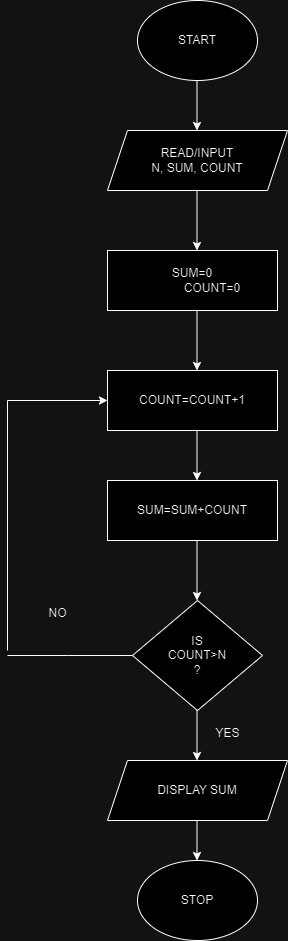 START
READ/INPUT
N, SUM, COUNT
SUM=0
COUNT=0
COUNT=COUNT+1
SUM=SUM+COUNT
NO
IS
COUNT>N
?
YES
DISPLAY SUM
STOP